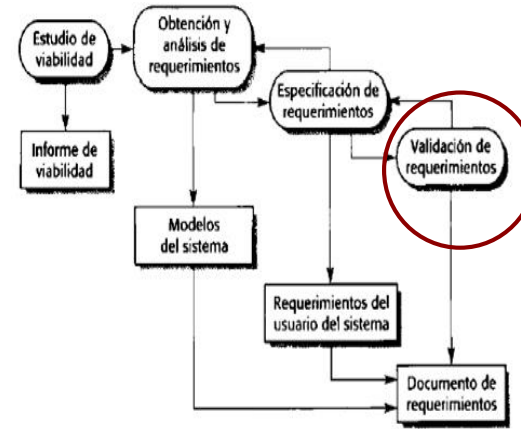 Estudio de
viabilidad
Obtención y
análisis de
requerimientos
Especificación de
requerimientos
Validación de
requerimientos
Informe de
viabilidad
Modelos
del sistema
Requerimientos del
usuario del sistema
Documento de
requerimientos